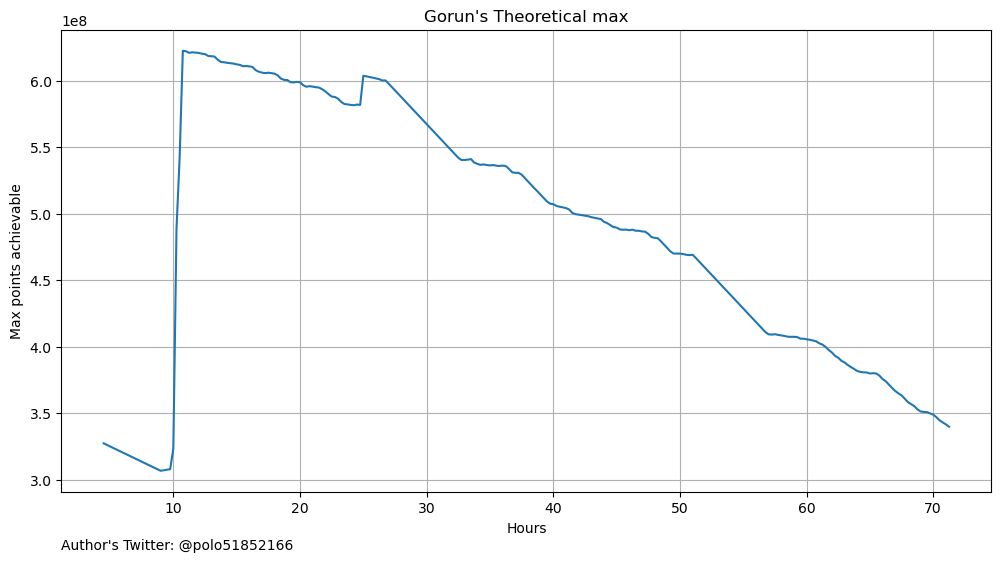 Gorun's Theoretical max
1e8
6.0
5.5
5.0
4.5
4.0
3.5
3.0
Max points achievable
10 20 30 40 50 60 70
Hours
Author's Twitter: @polo51852166